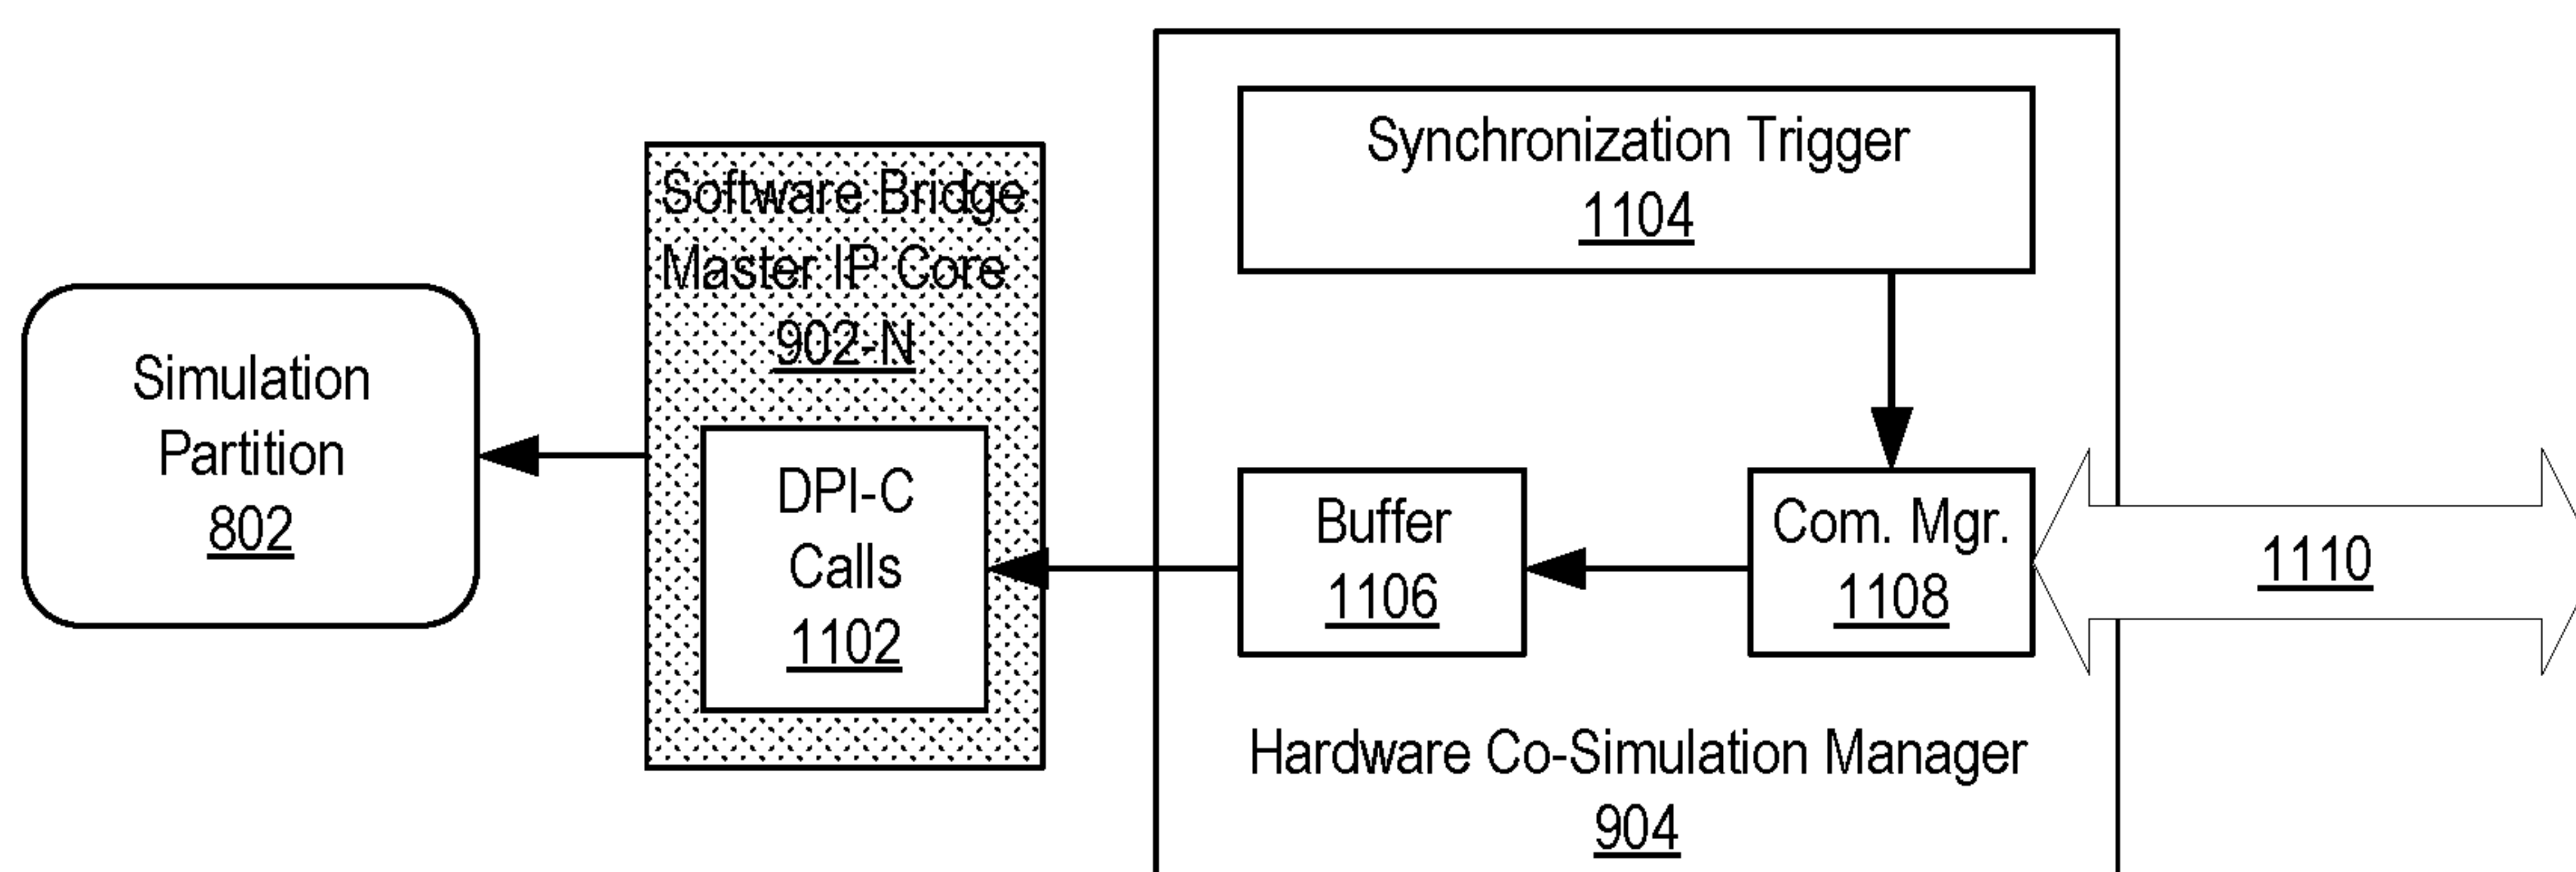 Simulation
Partition
802
Software Bridge
Master IP Core
902-N
DPI-C
Calls
1102
Synchronization Trigger
1104
Buffer
1106
Com. Mgr.
1108
1110
Hardware Co-Simulation Manager
904